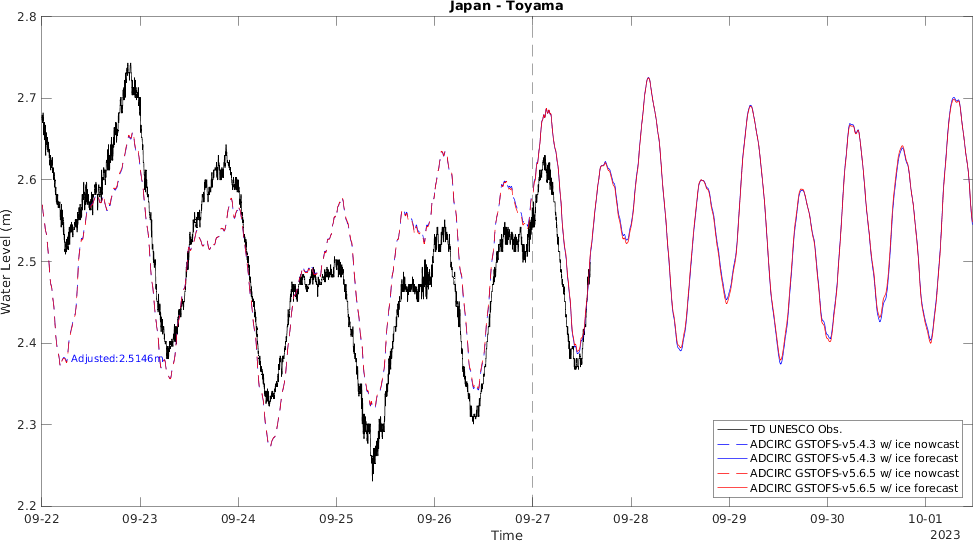 Japan - Toyama
Water Level (m)
2.8
2.7
2.6
2.5
2.4
2.3
2.2
Adjusted:2.5146m
TD UNESCO Obs.
ADCIRC GSTOFS-v5.4.3 w/ ice nowcast
ADCIRC GSTOFS-v5.4.3 w/ ice forecast
ADCIRC GSTOFS-v5.6.5 w/ ice nowcast
ADCIRC GSTOFS-v5.6.5 w/ ice forecast
09-22 09-23 09-24 09-25 09-26 09-27 09-28 09-29 09-30 10-01
Time
2023